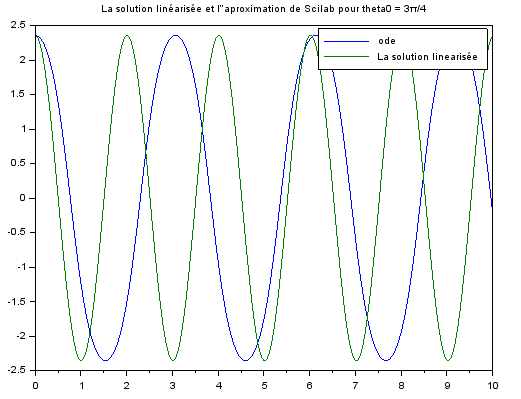 La solution linéarisée et l''aproximation de Scilab pour theta0 = 3π/4
ode
La solution linearisée
2.5
2
1.5
1
0.5
0
-0.5
-1
-1.5
-2
-2.5
0 1 2 3 4 5 6 7 8 9 10